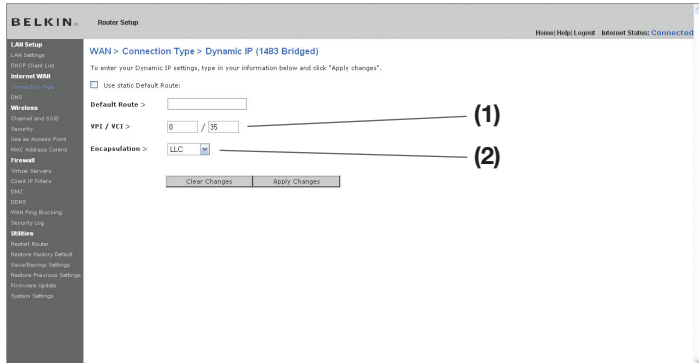 BELKIN® Router Setup
Home| Help| Logout Internet Status: Connected
LAN Setup
LAN Settings
DHCP Client List
Internet WAN
Connection Type
DNS
Wireless
Channel and SSID
Security
Use as Access Point
MAC Address Control
Firewall
Virtual Servers
Client IP Filters
DMZ
DDNS
WAN Ping Blocking
Security Log
Utilities
Restart Router
Restore Factory Default
Save/Backup Settings
Restore Previous Settings
Firmware Update
System Settings
WAN > Connection Type > Dynamic IP (1483 Bridged)
To enter your Dynamic IP settings, type in your information below and click "Apply changes".
Use static Default Route:
Default Route >
VPI / VCI > 0 / 35 (1)
Encapsulation > LLC (2)
Clear Changes Apply Changes